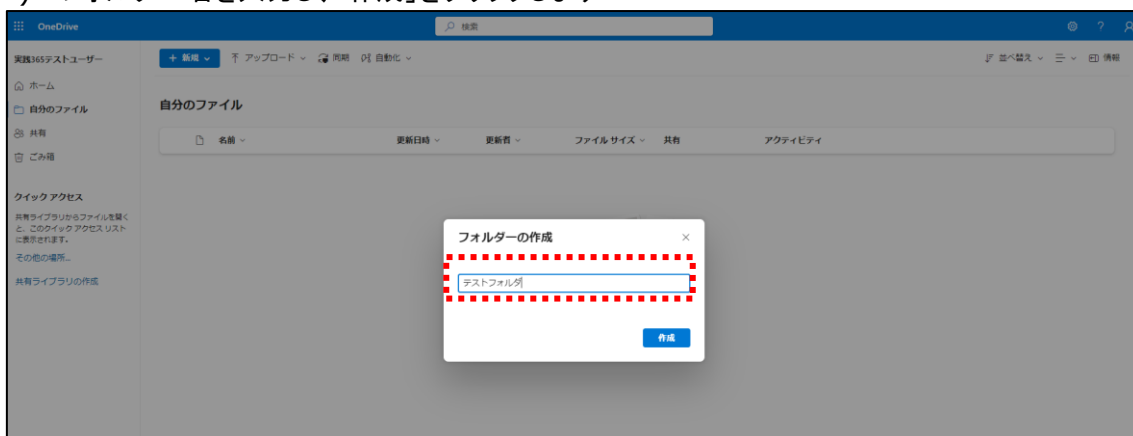 OneDrive
検索
実践365テストユーザー
+ 新規
アップロード
同期
自動化
並べ替え
情報
ホーム
自分のファイル
共有
ごみ箱
自分のファイル
名前
更新日時
更新者
ファイル サイズ
共有
アクティビティ
クイック アクセス
共有ライブラリからファイルを開く
と、このクイック アクセス リスト
に表示されます。
その他の場所...
共有ライブラリの作成
フォルダーの作成
テストフォルダ
作成